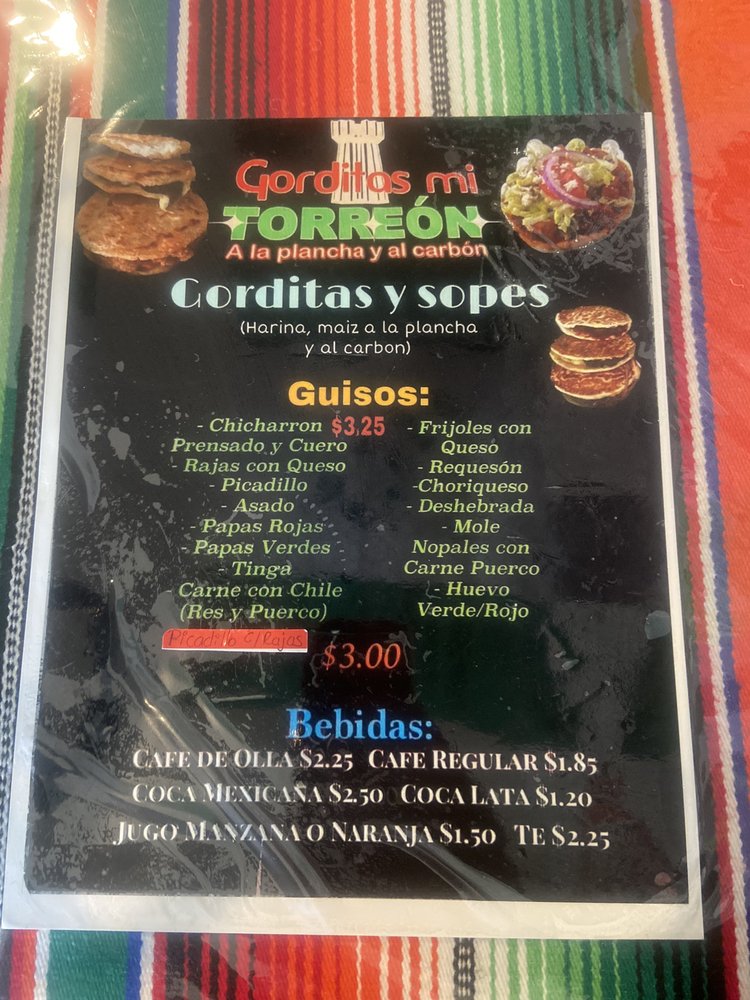 Gorditas mi
TORREÓN
A la plancha y al carbón
Gorditas y sopes
(Harina, maiz a la plancha
y al carbon)
Guisos:
- Chicharron $3.25
Prensado y Cuero
- Rajas con Queso
- Picadillo
- Asado
- Papas Rojas
- Papas Verdes
- Tinga
Carne con Chile
(Res y Puerco)
Picadillo C/Rajas
- Frijoles con
Queso
- Requesón
-Choriqueso
- Deshebrada
- Mole
Nopales con
Carne Puerco
- Huevo
Verde/Rojo
$3.00
Bebidas:
CAFE DE OLLA $2.25 CAFE REGULAR $1.85
COCA MEXICANA $2.50 COCA LATA $1.20
JUGO MANZANA O NARANJA $1.50 TE $2.25